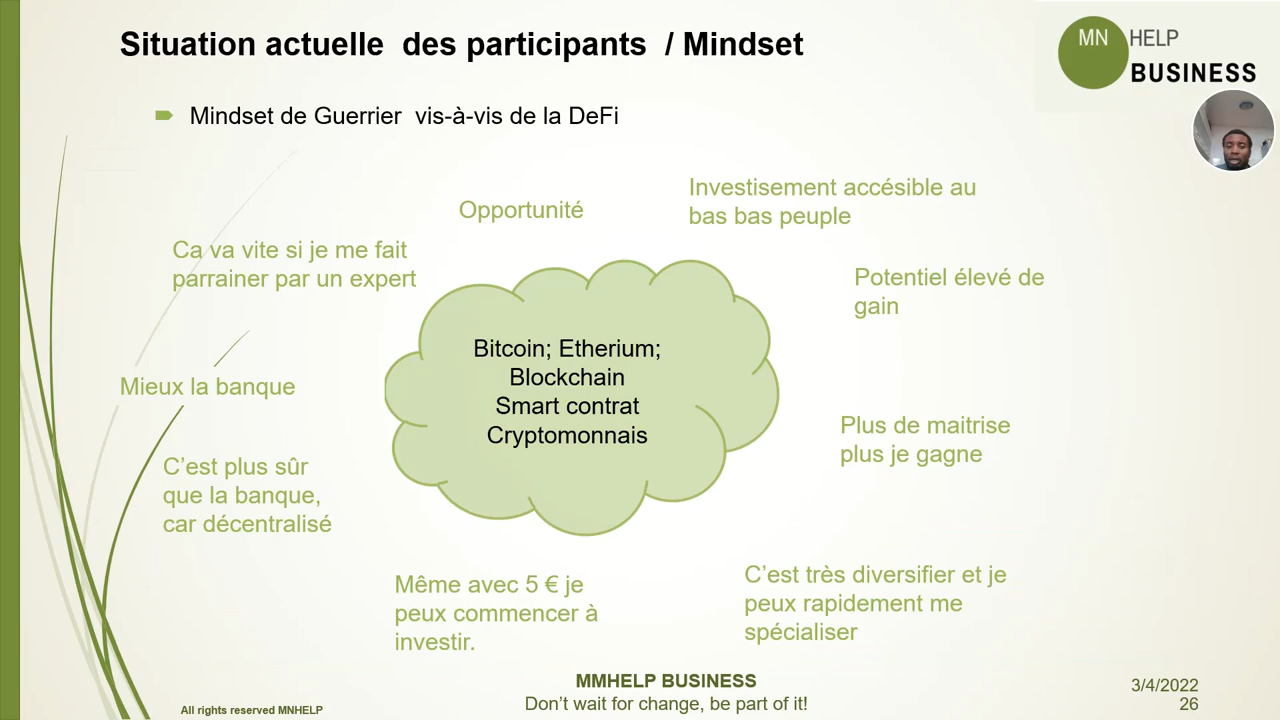 Situation actuelle des participants / Mindset
MN HELP
BUSINESS
Mindset de Guerrier vis-à-vis de la DeFi
Opportunité
Investisement accésible au
bas bas peuple
Ca va vite si je me fait
parrainer par un expert
Potentiel élevé de
gain
Bitcoin; Etherium;
Blockchain
Smart contrat
Cryptomonnais
Mieux la banque
Plus de maitrise
plus je gagne
C’est plus sûr
que la banque,
car décentralisé
Même avec 5 € je
peux commencer à
investir.
C’est très diversifier et je
peux rapidement me
spécialiser
MMHELP BUSINESS
Don’t wait for change, be part of it!
All rights reserved MNHELP
3/4/2022
26